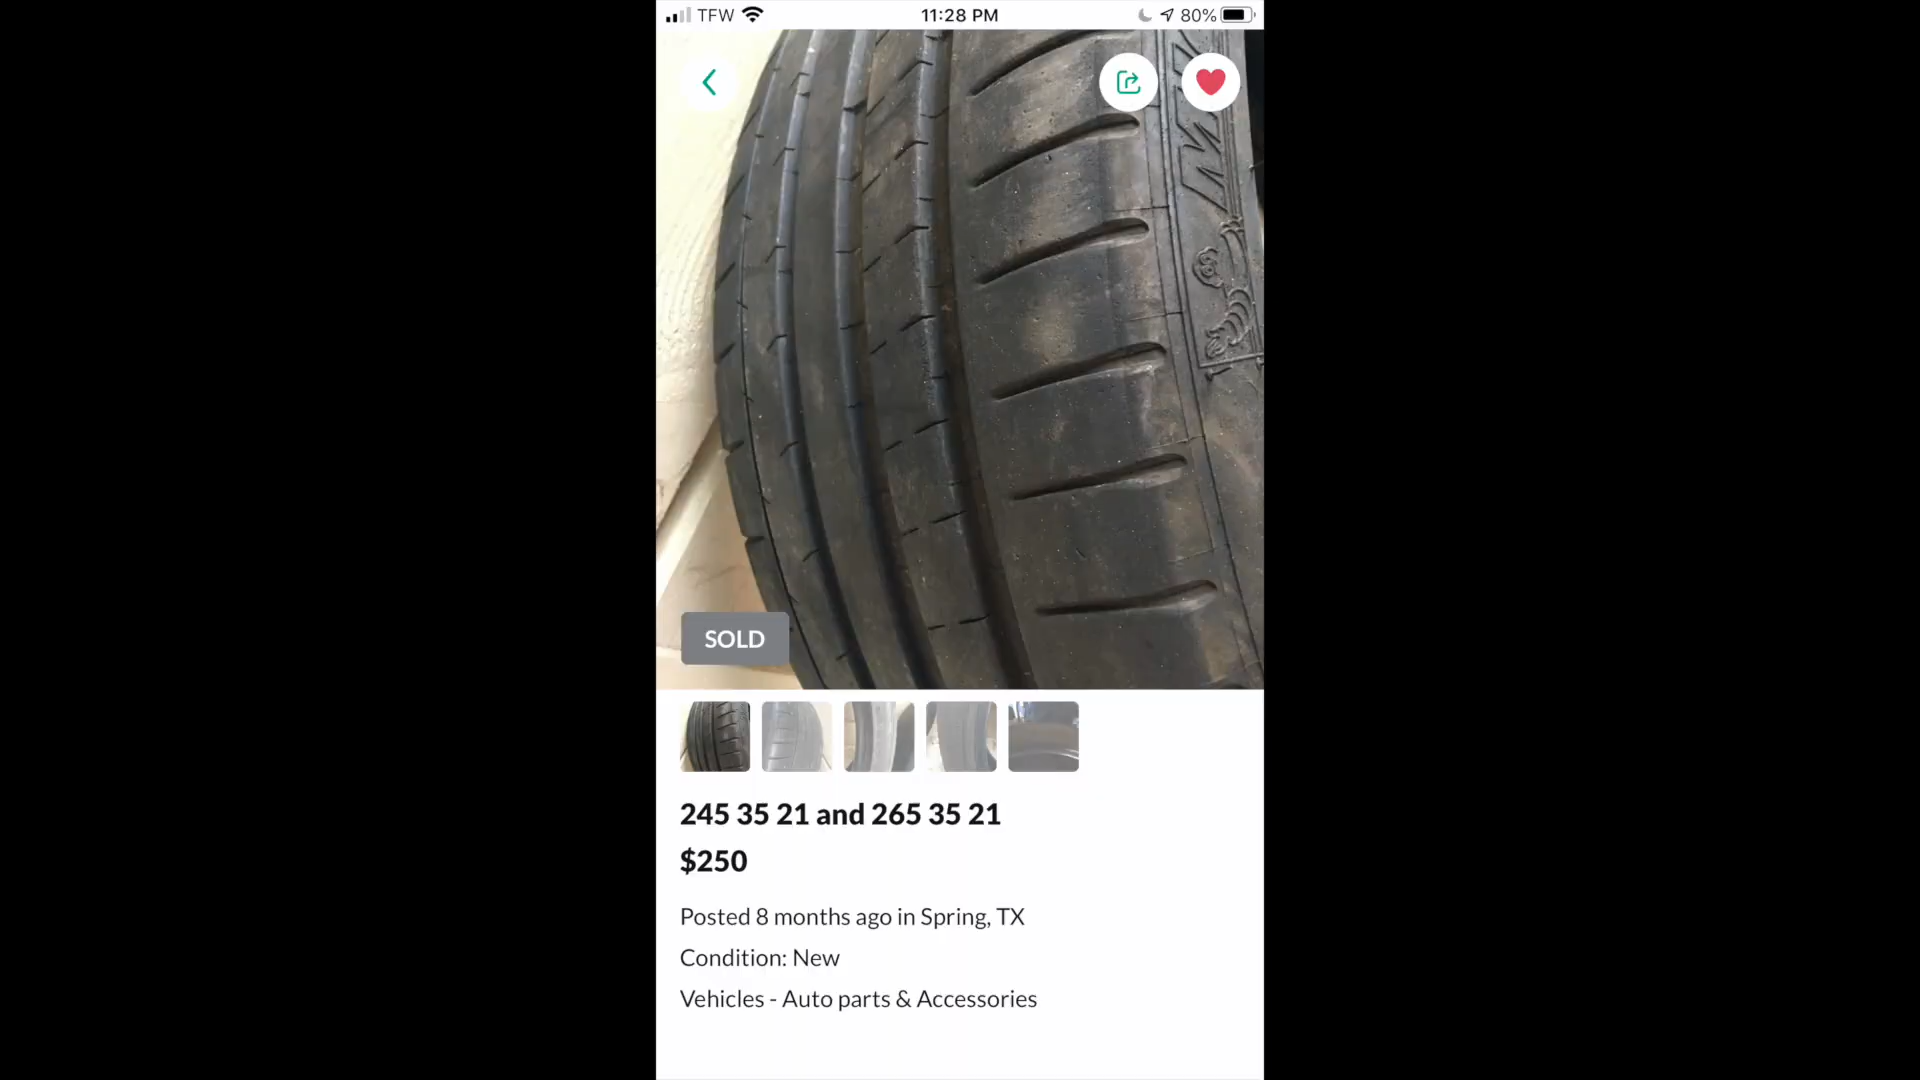 TFW
11:28 PM
80%
SOLD
245 35 21 and 265 35 21
$250
Posted 8 months ago in Spring, TX
Condition: New
Vehicles - Auto parts & Accessories